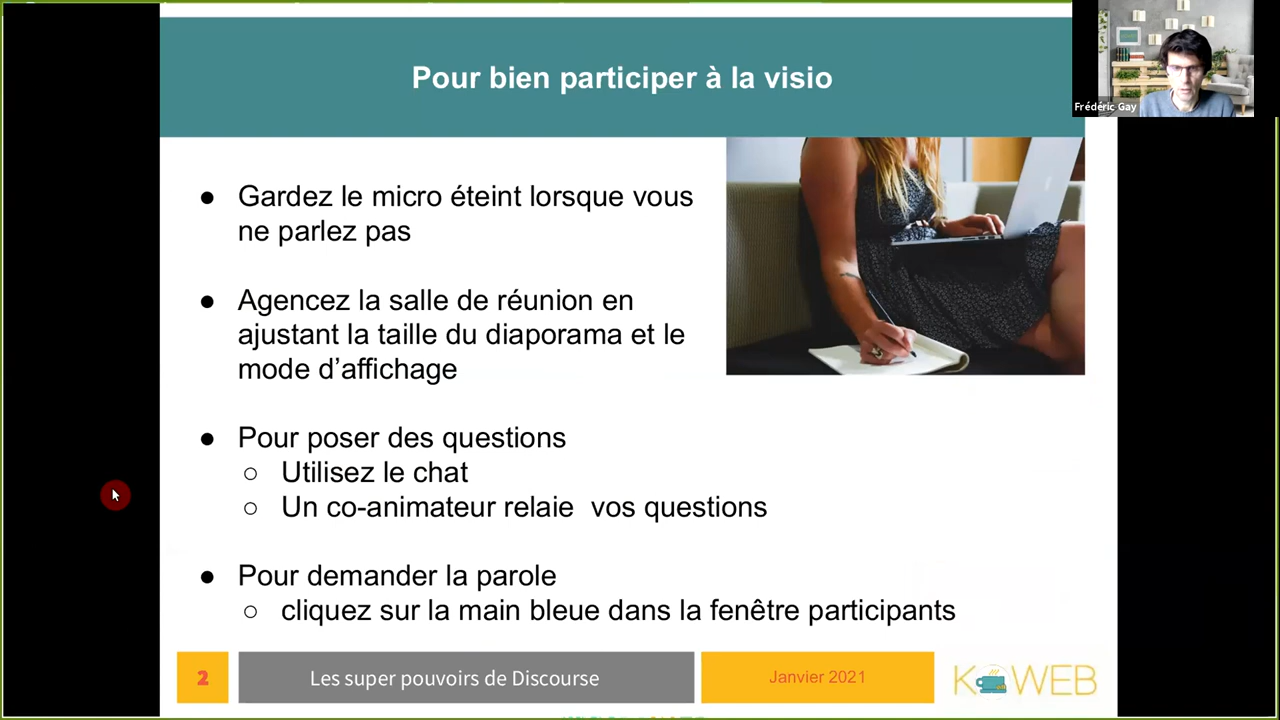 Pour bien participer à la visio
Frédéric Gay
● Gardez le micro éteint lorsque vous
ne parlez pas
● Agencez la salle de réunion en
ajustant la taille du diaporama et le
mode d’affichage
● Pour poser des questions
○ Utilisez le chat
○ Un co-animateur relaie vos questions
● Pour demander la parole
○ cliquez sur la main bleue dans la fenêtre participants
2
Les super pouvoirs de Discourse
Janvier 2021
K WEB